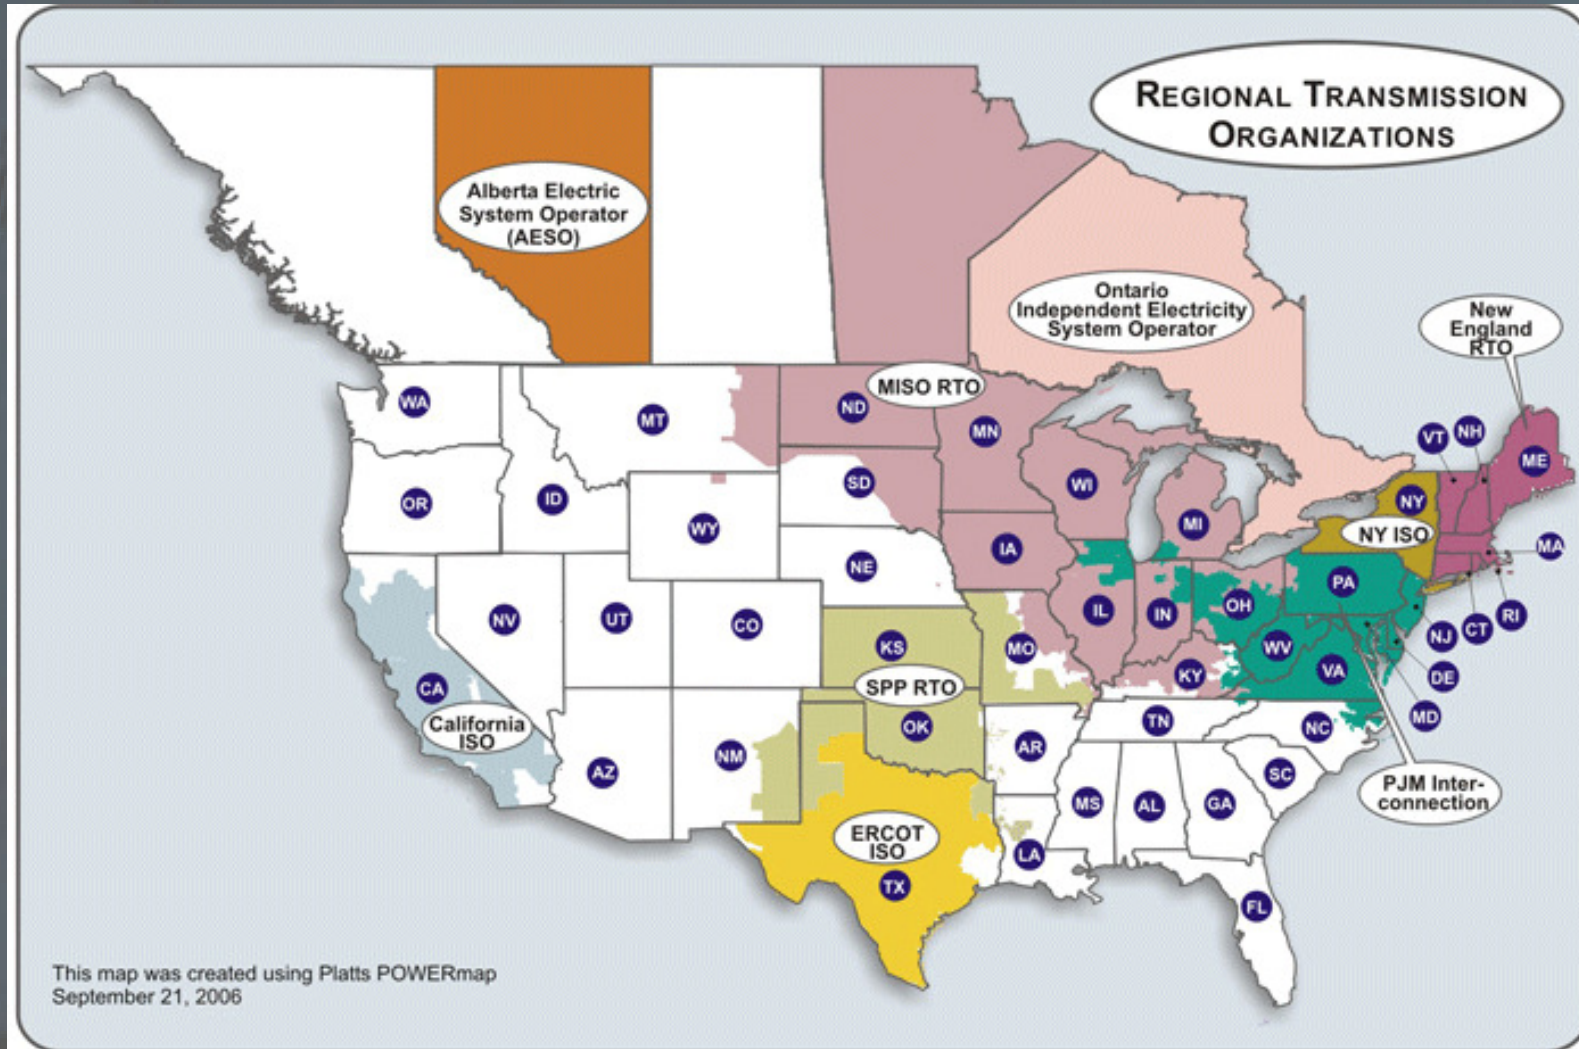 REGIONAL TRANSMISSION
ORGANIZATIONS
Alberta Electric
System Operator
(AESO)
Ontario
Independent Electricity
System Operator
New
England
RTO
MISO RTO
WA
MT
ND
MN
VT
NH
ME
OR
ID
WY
SD
WI
MI
NY
NY ISO
MA
NE
IA
PA
NV
UT
CO
IL
IN
OH
RI
CT
NJ
KS
MO
WV
CA
KY
VA
DE
SPP RTO
MD
California
ISO
OK
TN
NC
AZ
NM
AR
SC
PJM Inter-
connection
MS
AL
GA
ERCOT
ISO
LA
TX
FL
This map was created using Platts POWERmap
September 21, 2006